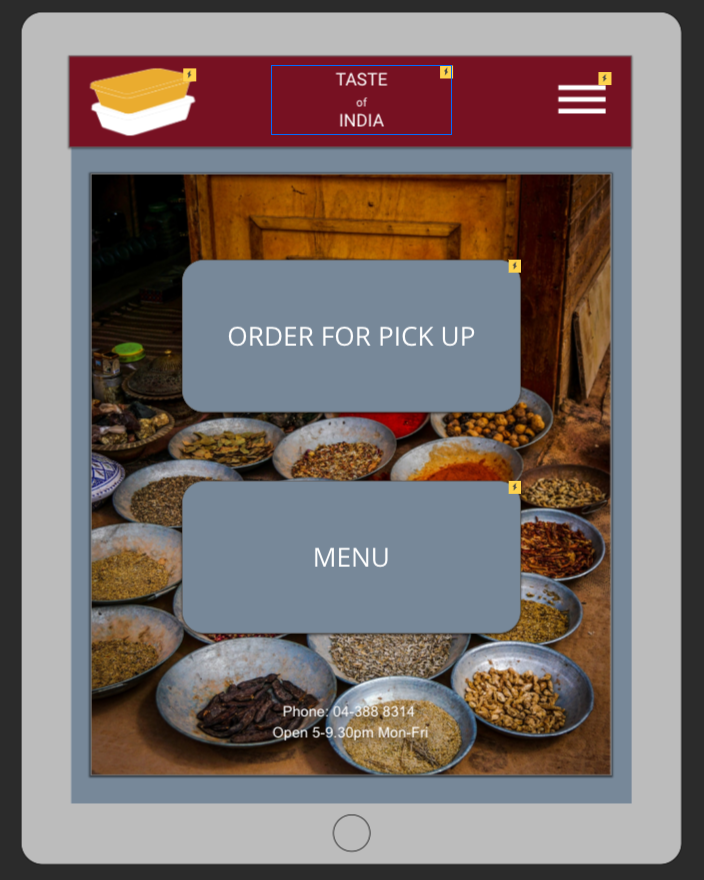 TASTE
of
INDIA
ORDER FOR PICK UP
MENU
Phone: 04-388 8314
Open 5-9.30pm Mon-Fri